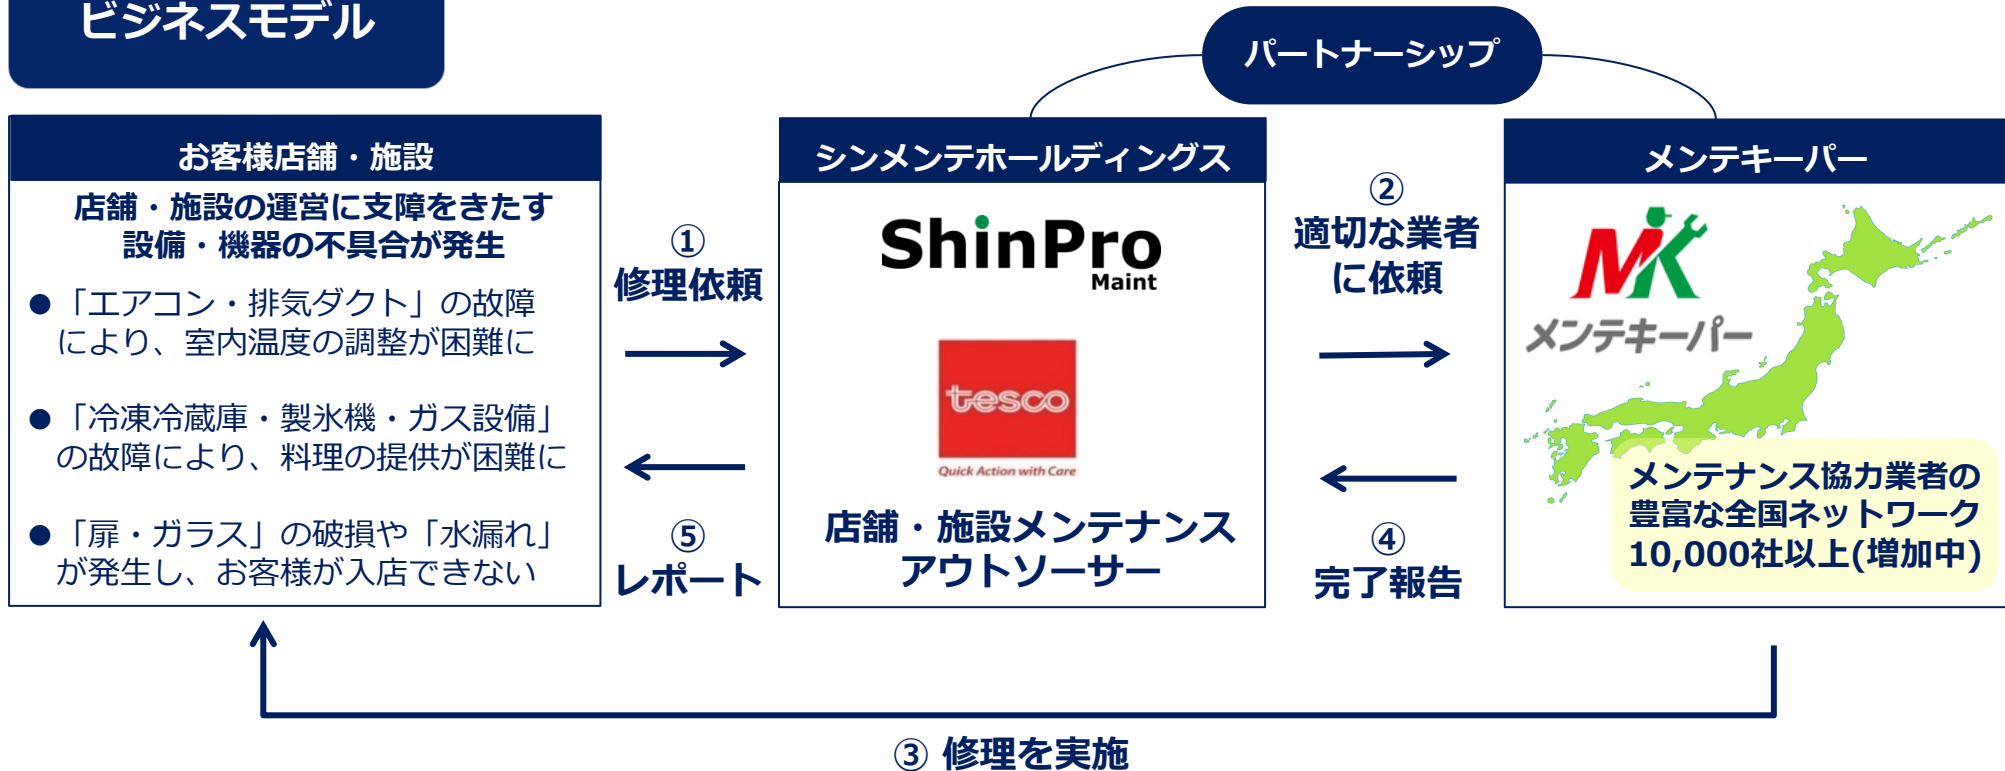 ビジネスモデル
パートナーシップ
お客様店舗・施設
店舗・施設の運営に支障をきたす
設備・機器の不具合が発生
●「エアコン・排気ダクト」の故障
により、室内温度の調整が困難に
●「冷凍冷蔵庫・製氷機・ガス設備」
の故障により、料理の提供が困難に
●「扉・ガラス」の破損や「水漏れ」
が発生し、お客様が入店できない
①
修理依頼
⑤
レポート
シンメンテホールディングス
ShinPro
Maint
tesco
Quick Action with Care
店舗・施設メンテナンス
アウトソーサー
②
適切な業者
に依頼
④
完了報告
メンテキーパー
MK
メンテキーパー
メンテナンス協力業者の
豊富な全国ネットワーク
10,000社以上(増加中)
③ 修理を実施